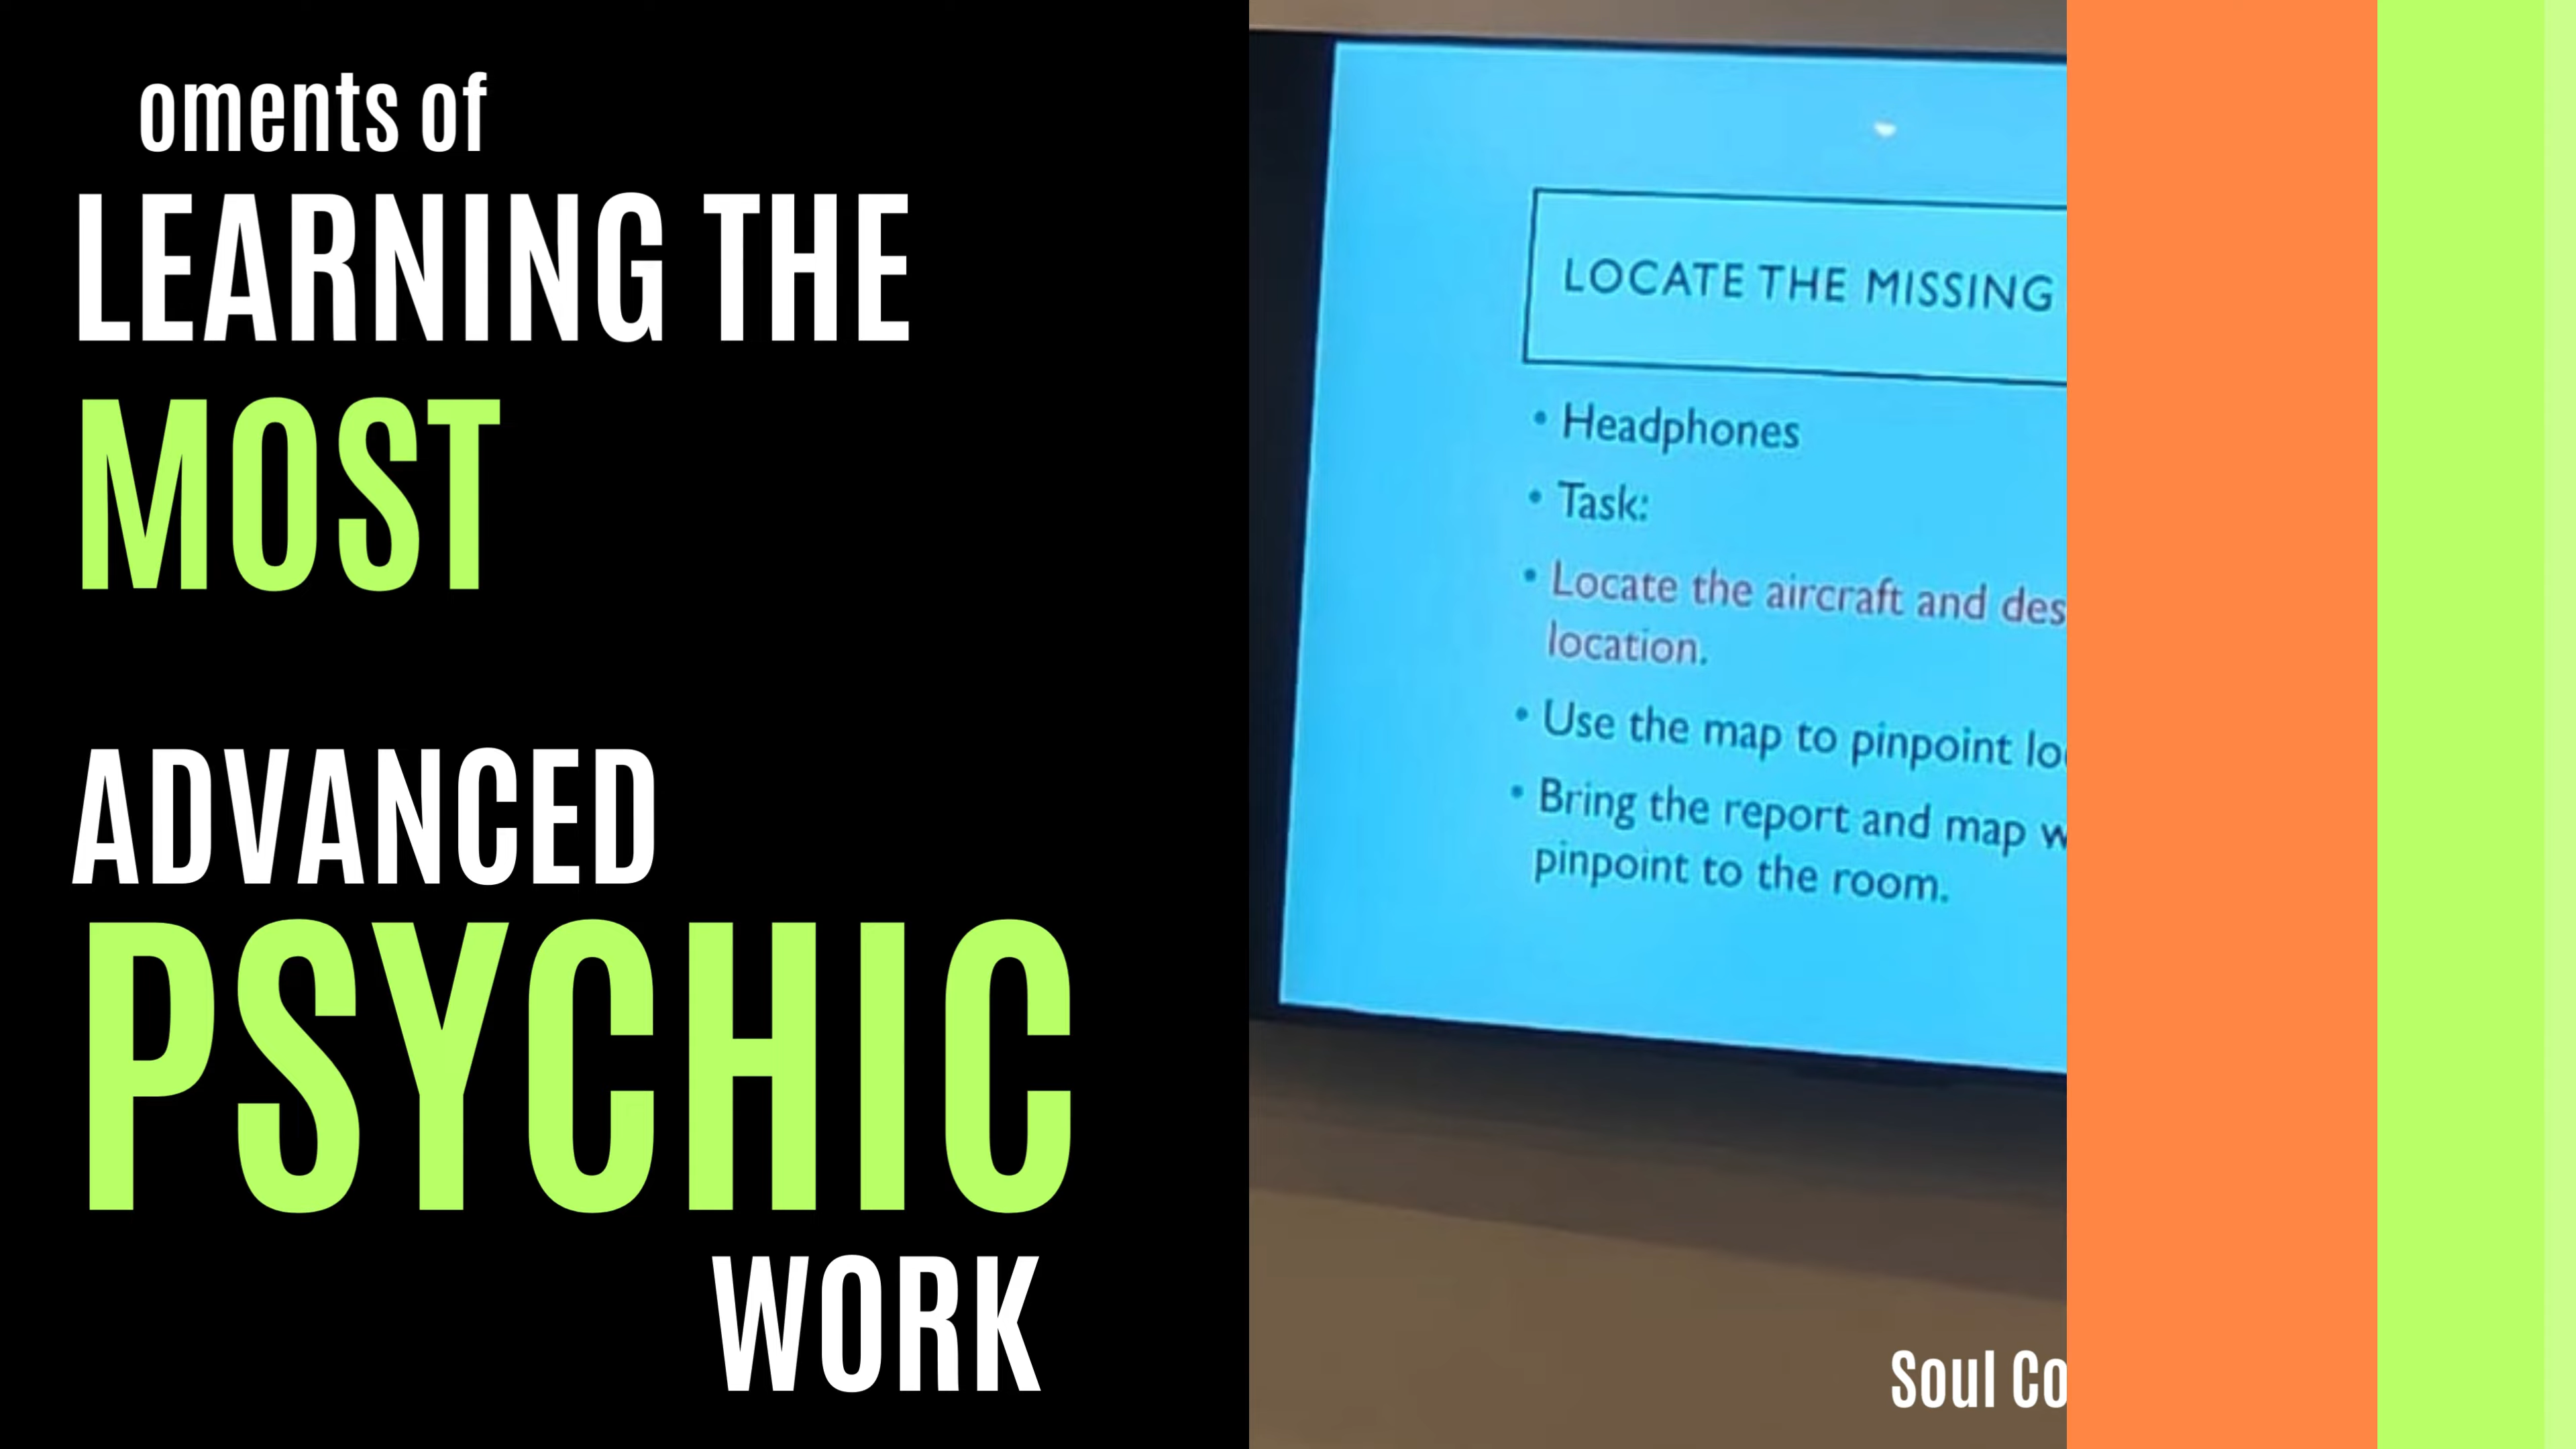 oments of
LEARNING THE
MOST
ADVANCED
PSYCHIC
WORK
LOCATE THE MISSING
• Headphones
• Task:
• Locate the aircraft and des
location.
• Use the map to pinpoint lo
• Bring the report and map w
pinpoint to the room.
Soul Co